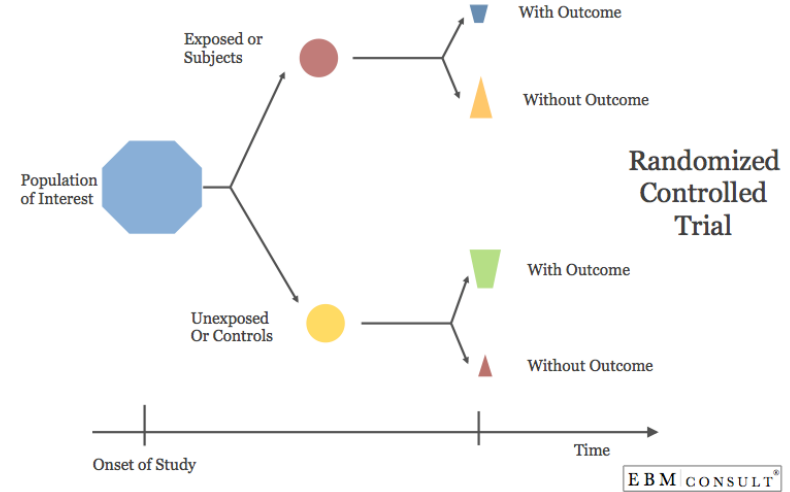 With Outcome
Exposed or
Subjects
Without Outcome
Randomized
Controlled
Trial
Population
of Interest
With Outcome
Unexposed
Or Controls
Without Outcome
Time
Onset of Study
EBM CONSULT®